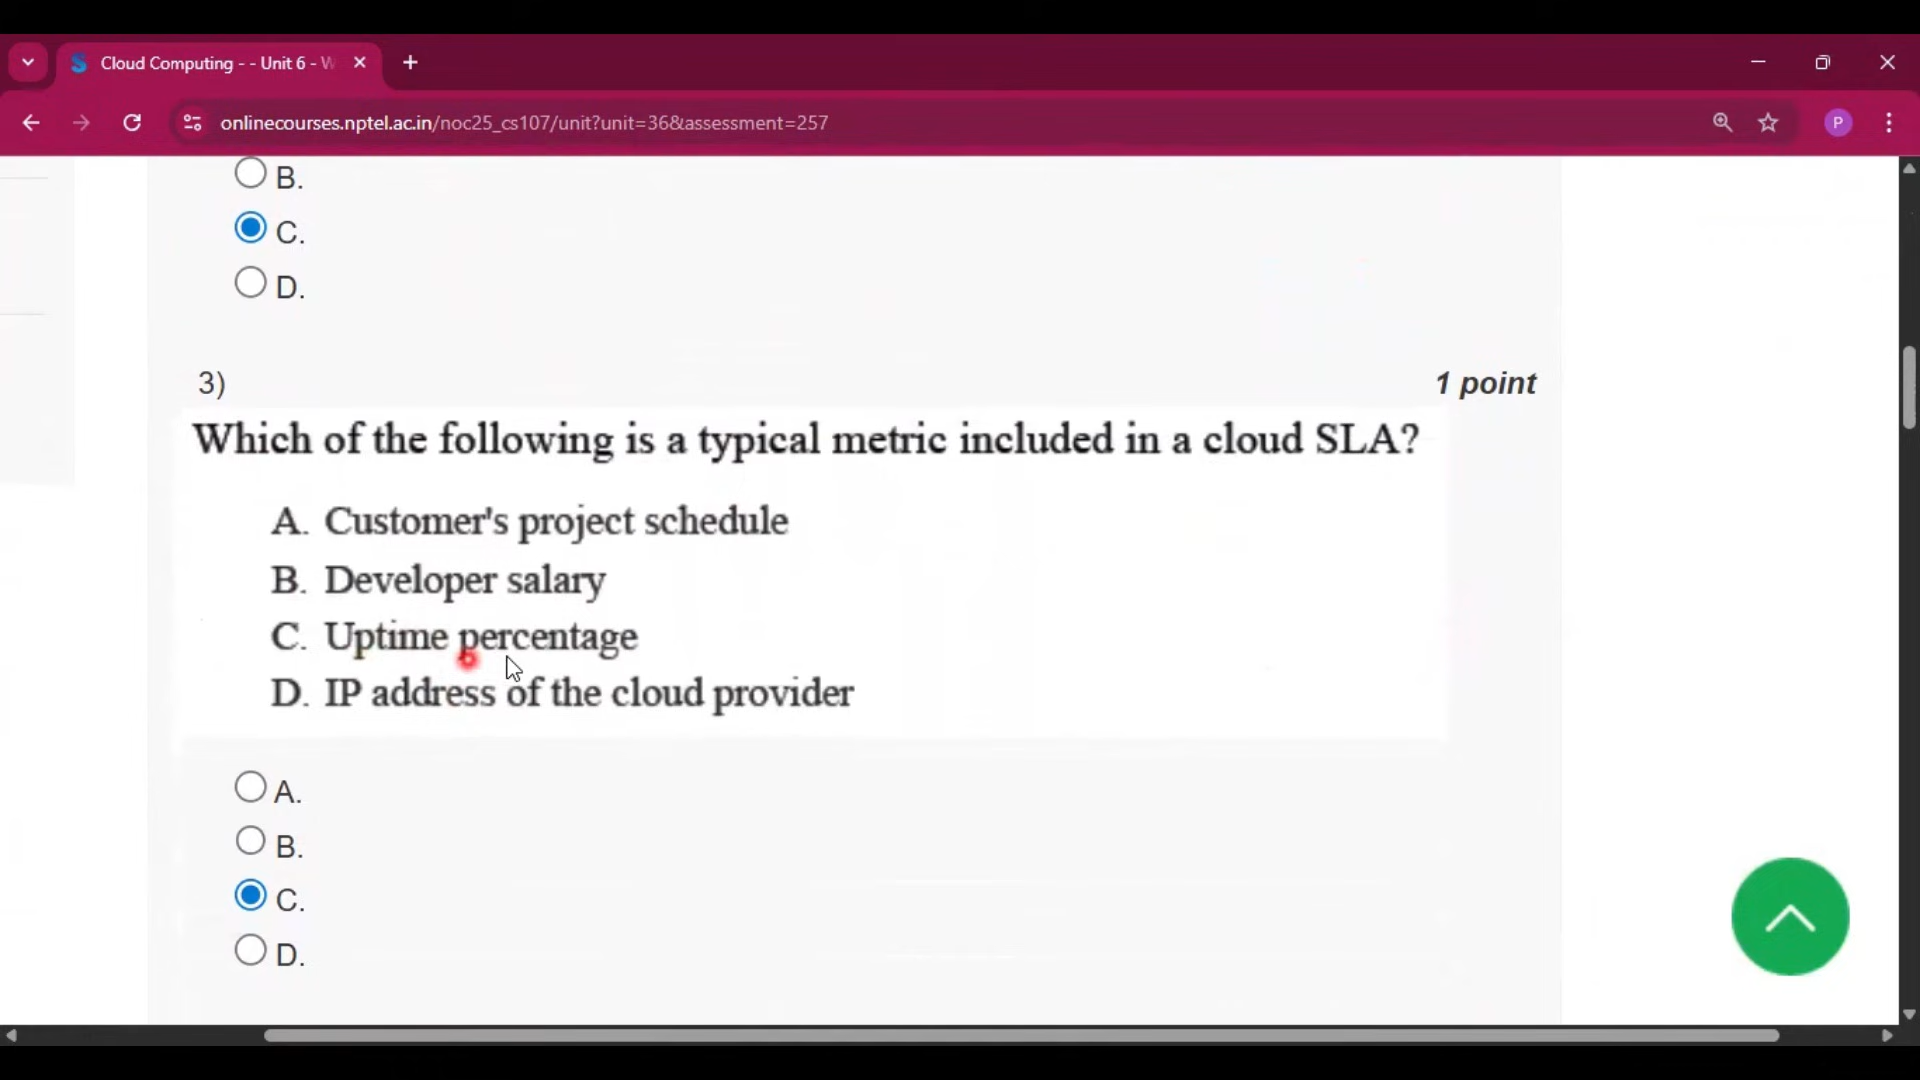 Cloud Computing - - Unit 6 - W
onlinecourses.nptel.ac.in/noc25_cs107/unit?unit=36&assessment=257
P
B.
C.
D.
3)
1 point
Which of the following is a typical metric included in a cloud SLA?
A. Customer's project schedule
B. Developer salary
C. Uptime percentage
D. IP address of the cloud provider
A.
B.
C.
D.